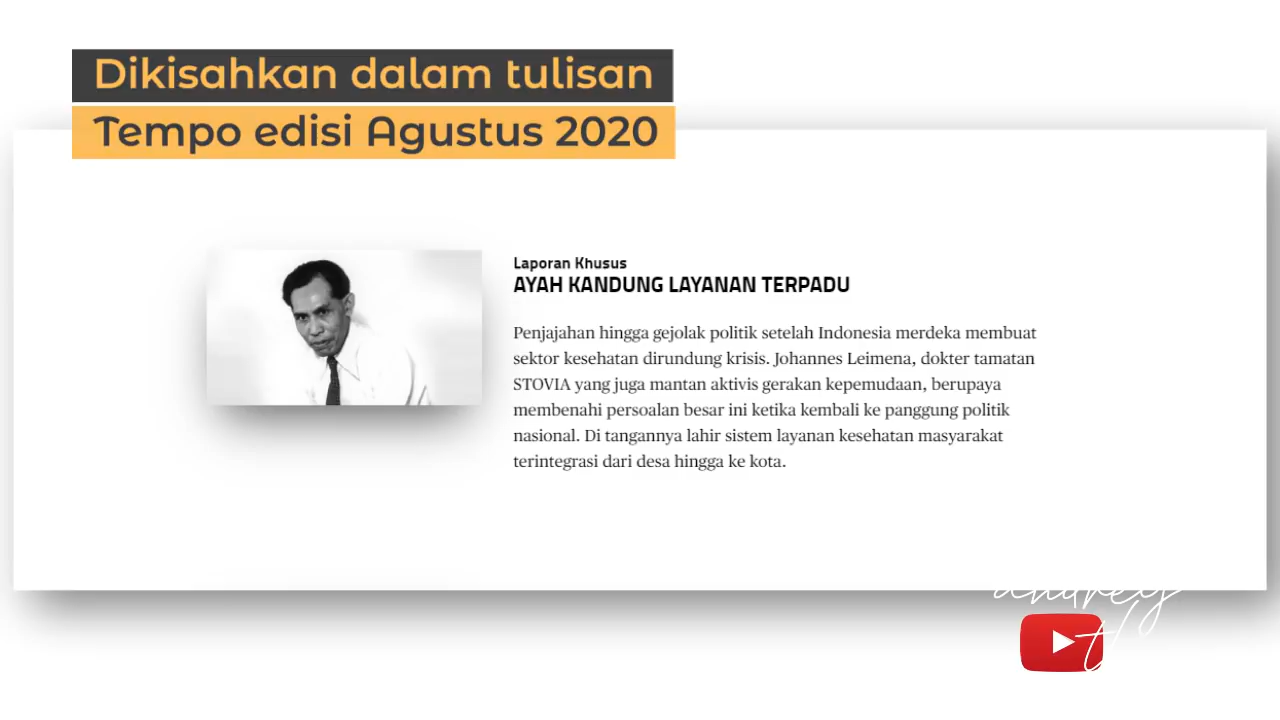 Dikisahkan dalam tulisan
Tempo edisi Agustus 2020
Laporan Khusus
AYAH KANDUNG LAYANAN TERPADU
Penjajahan hingga gejolak politik setelah Indonesia merdeka membuat
sektor kesehatan dirundung krisis. Johannes Leimena, dokter tamatan
STOVIA yang juga mantan aktivis gerakan kepemudaan, berupaya
membenahi persoalan besar ini ketika kembali ke panggung politik
nasional. Di tangannya lahir sistem layanan kesehatan masyarakat
terintegrasi dari desa hingga ke kota.